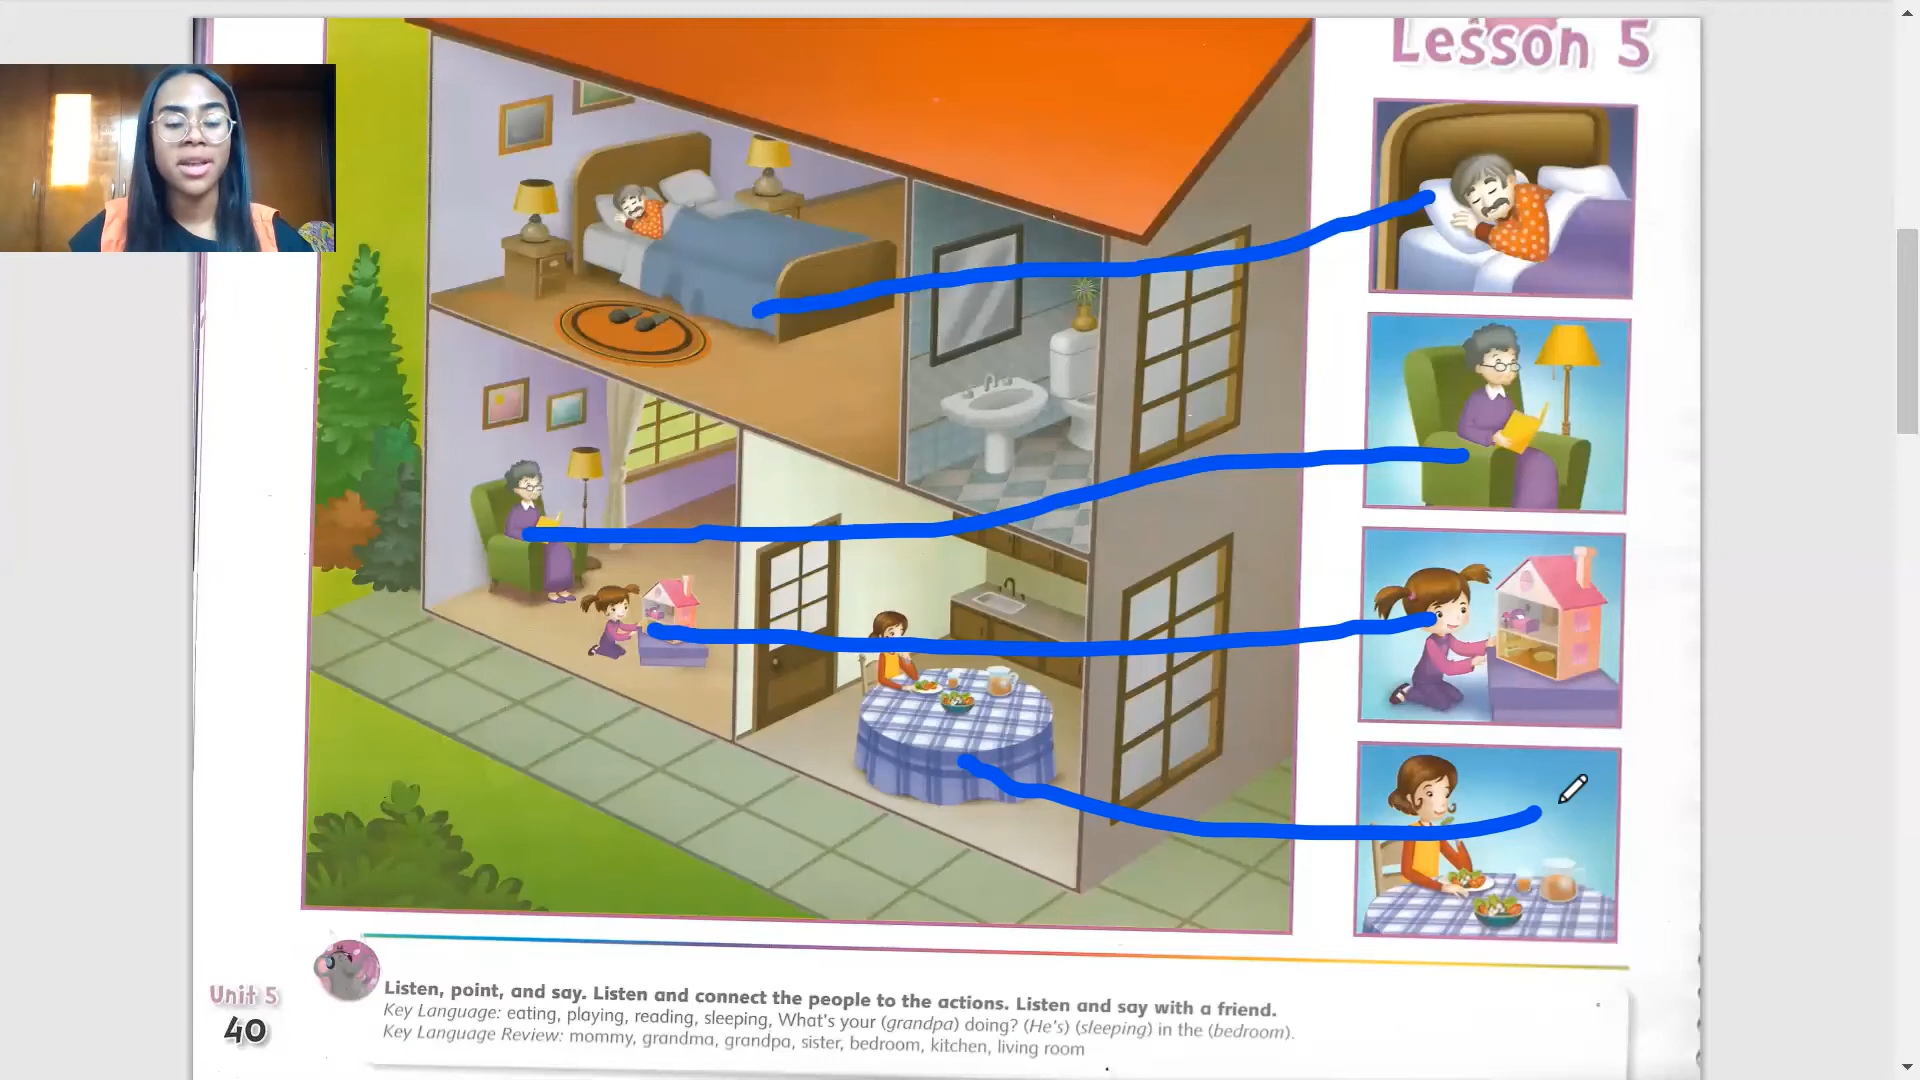 Lesson 5
Listen, point, and say. Listen and connect the people to the actions. Listen and say with a friend.
Key Language: eating, playing, reading, sleeping, What's your (grandpa) doing? (He's) (sleeping) in the (bedroom).
Key Language Review: mommy, grandma, grandpa, sister, bedroom, kitchen, living room
Unit 5
40